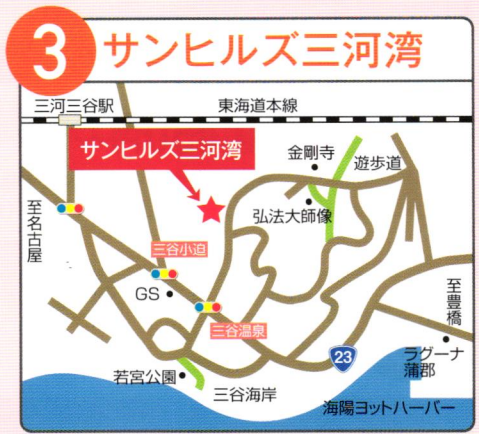 3 サンヒルズ三河湾
三河三谷駅
東海道本線
サンヒルズ三河湾
金剛寺
遊歩道
弘法大師像
至名古屋
三谷小迫
GS
三谷温泉
至豊橋
23
ラグーナ
蒲郡
若宮公園
三谷海岸
海陽ヨットハーバー